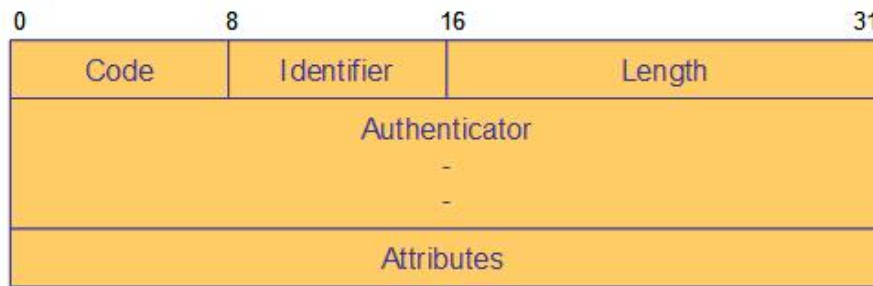 0 8 16 31
Code Identifier Length
Authenticator
-
-
Attributes